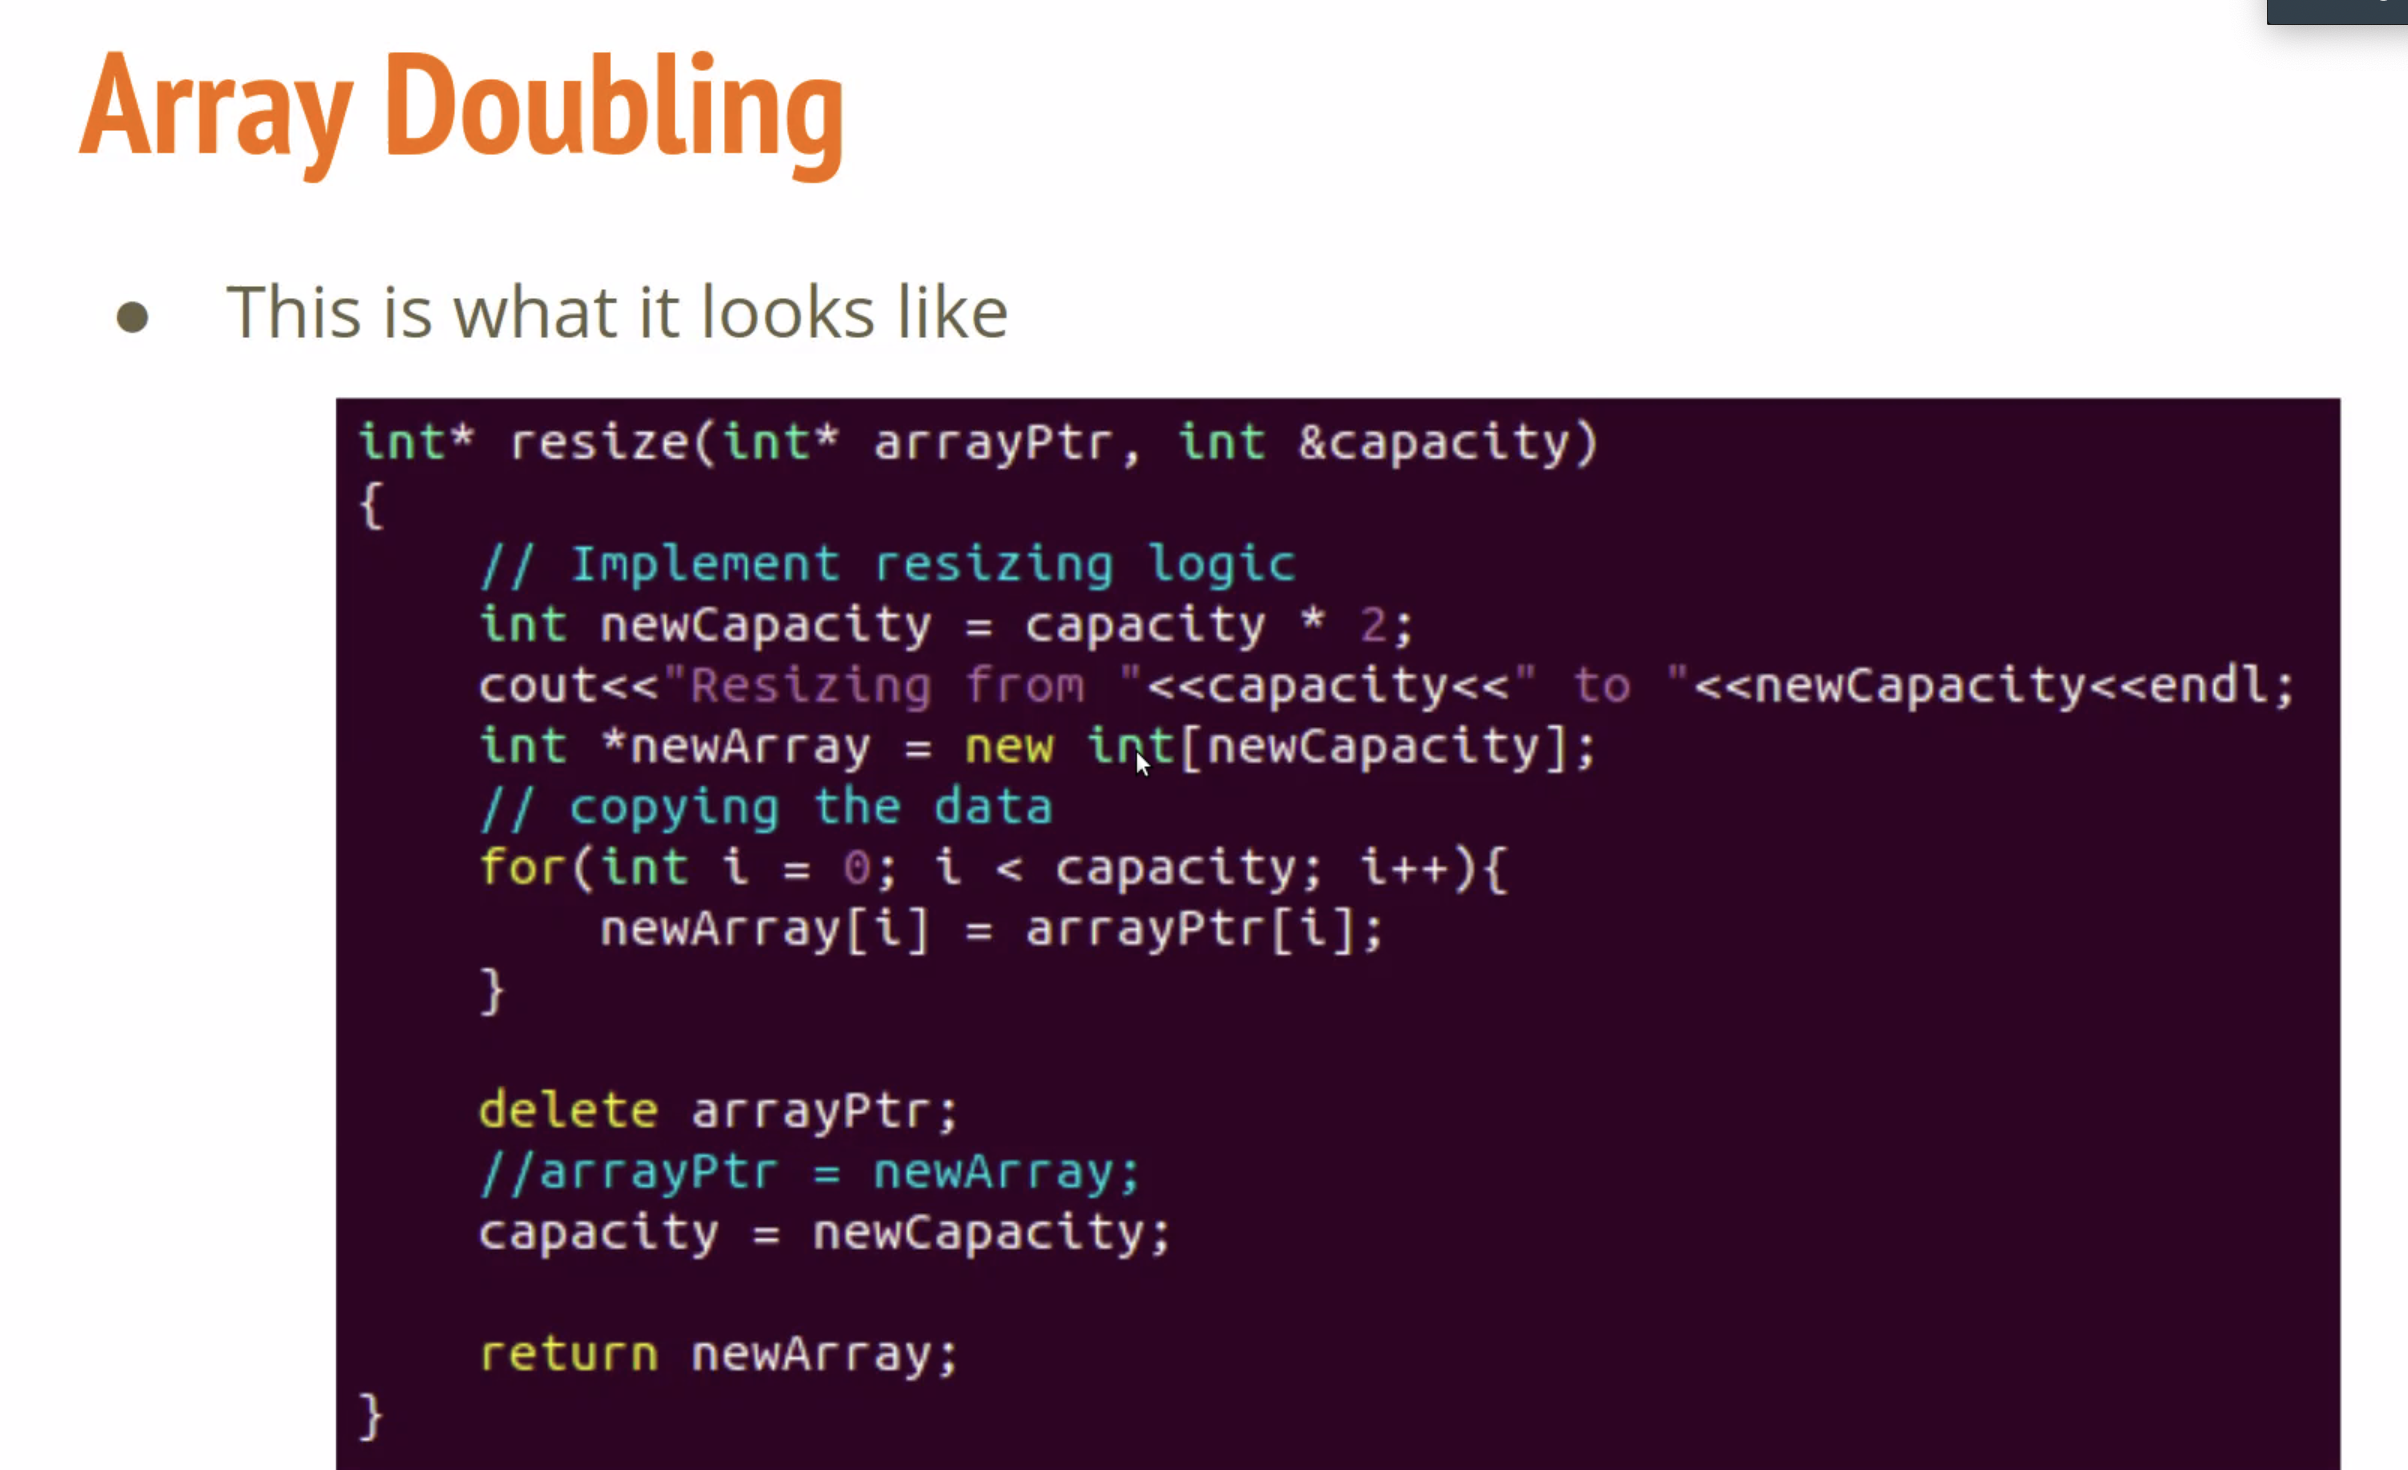 Array Doubling
● This is what it looks like
int* resize(int* arrayPtr, int &capacity)
{
    // Implement resizing logic
    int newCapacity = capacity * 2;
    cout<<"Resizing from "<<capacity<<" to "<<newCapacity<<endl;
    int *newArray = new int[newCapacity];
    // copying the data
    for(int i = 0; i < capacity; i++){
        newArray[i] = arrayPtr[i];
    }
    delete arrayPtr;
    //arrayPtr = newArray;
    capacity = newCapacity;
    return newArray;
}